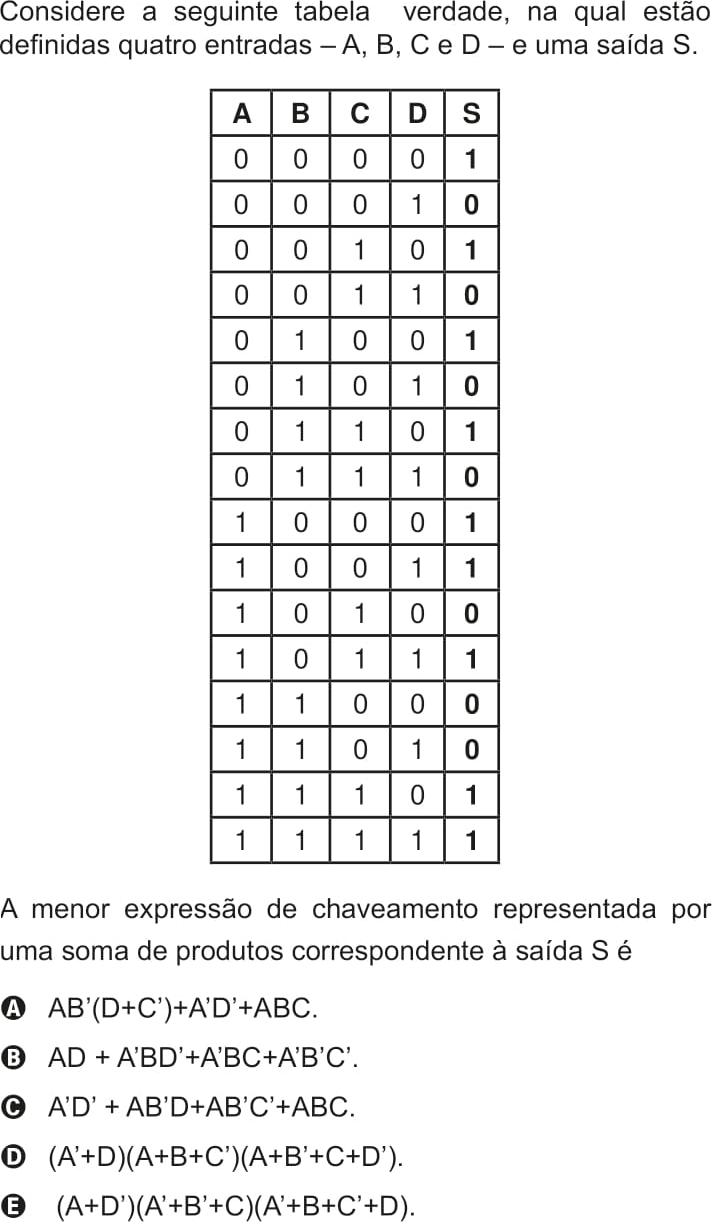 Considere a seguinte tabela verdade, na qual estão
definidas quatro entradas – A, B, C e D – e uma saída S.
A B C D S
0 0 0 0 1
0 0 0 1 0
0 0 1 0 1
0 0 1 1 0
0 1 0 0 1
0 1 0 1 0
0 1 1 0 1
0 1 1 1 0
1 0 0 0 1
1 0 0 1 1
1 0 1 0 0
1 0 1 1 1
1 1 0 0 0
1 1 0 1 0
1 1 1 0 1
1 1 1 1 1
A menor expressão de chaveamento representada por
uma soma de produtos correspondente à saída S é
A AB’(D+C’)+A’D’+ABC.
B AD + A’BD’+A’BC+A’B’C’.
C A’D’ + AB’D+AB’C’+ABC.
D (A’+D)(A+B+C’)(A+B’+C+D’).
E (A+D’)(A’+B’+C)(A’+B+C’+D).